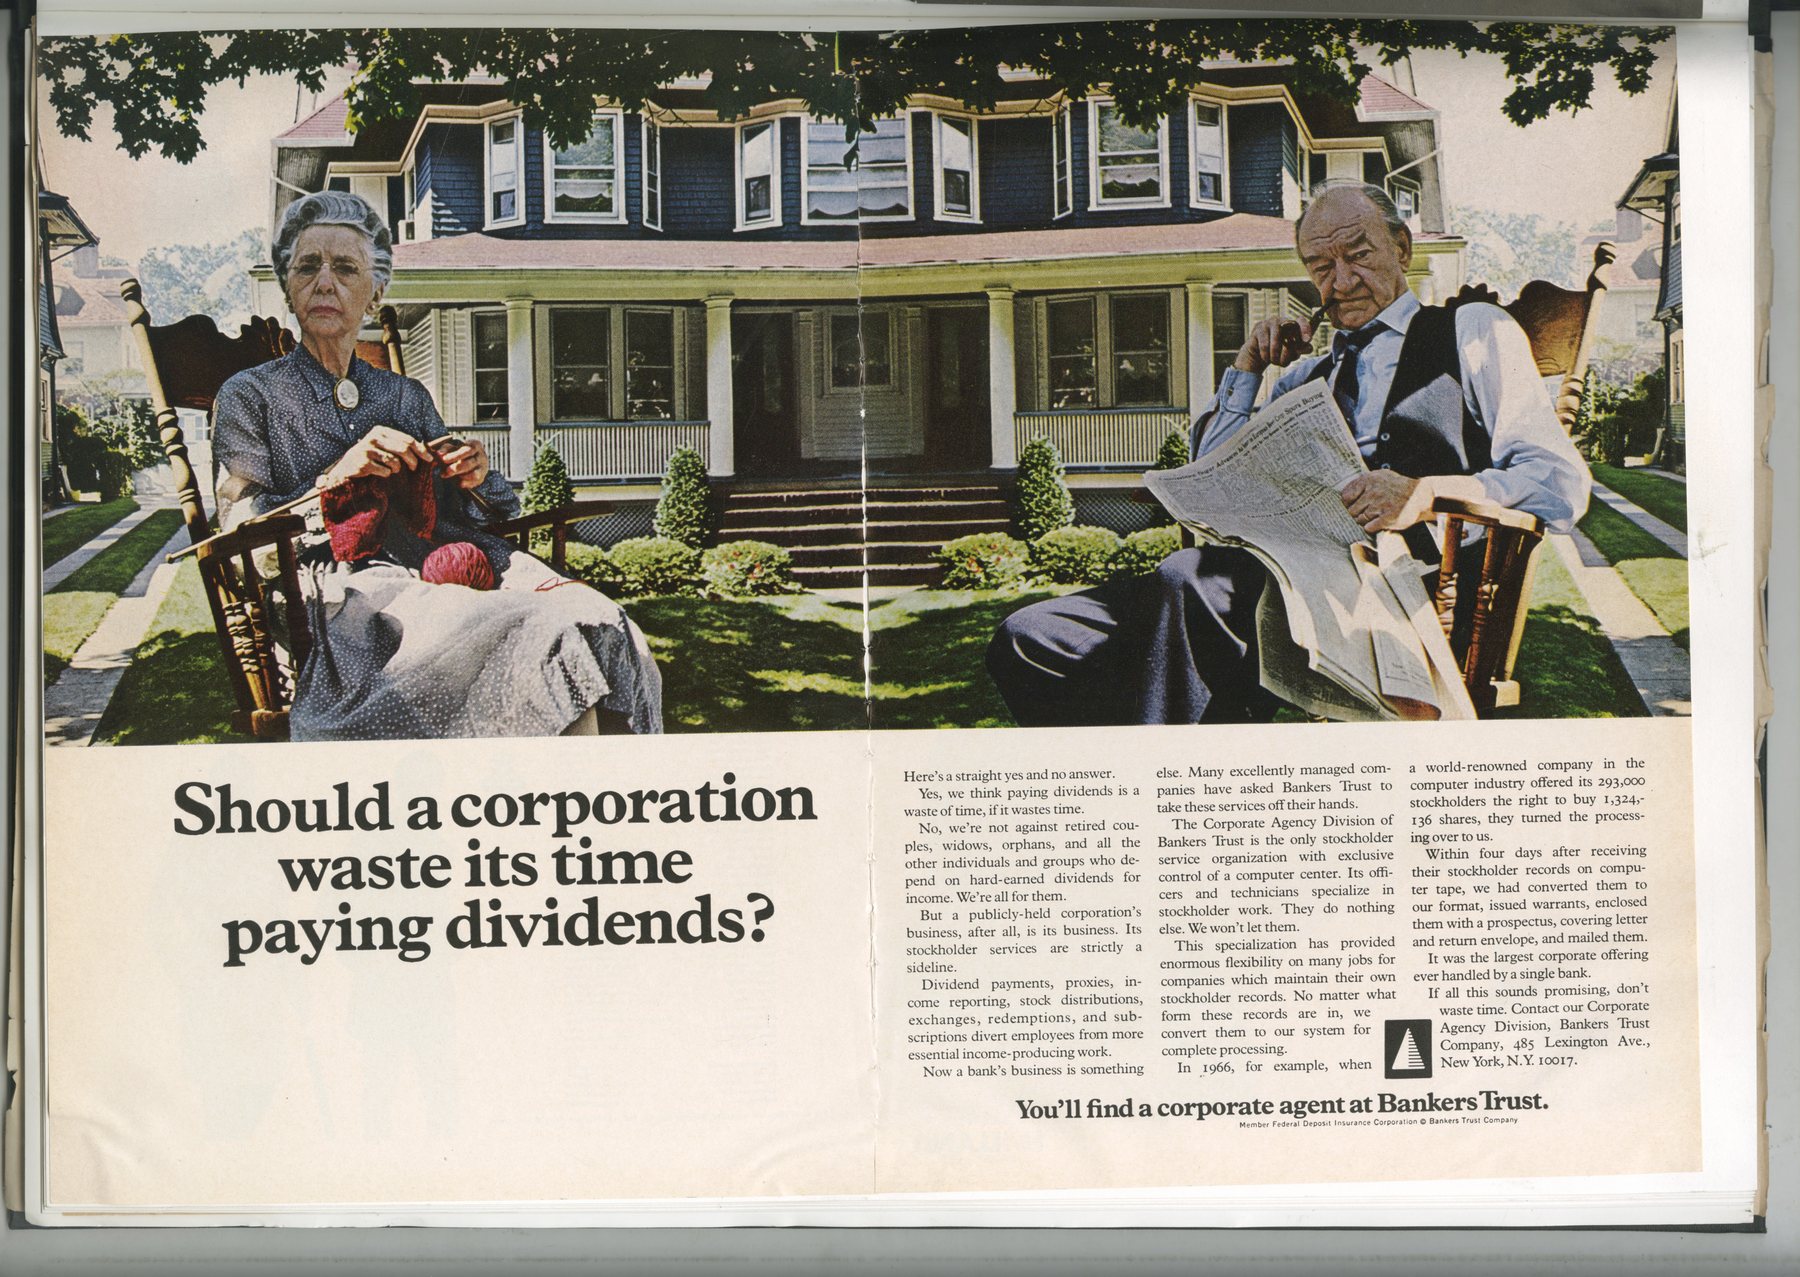 Should a corporation
waste its time
paying dividends?
Here's a straight yes and no answer.
Yes, we think paying dividends is a
waste of time, if it wastes time.
No, we're not against retired cou-
ples, widows, orphans, and all the
other individuals and groups who de-
pend on hard-earned dividends for
income. We're all for them.
But a publicly-held corporation's
business, after all, is its business. Its
stockholder services are strictly a
sideline.
Dividend payments, proxies, in-
come reporting, stock distributions,
exchanges, redemptions, and sub-
scriptions divert employees from more
essential income-producing work.
Now a bank's business is something
else. Many excellently managed com-
panies have asked Bankers Trust to
take these services off their hands.
The Corporate Agency Division of
Bankers Trust is the only stockholder
service organization with exclusive
control of a computer center. Its offi-
cers and technicians specialize in
stockholder work. They do nothing
else. We won't let them.
This specialization has provided
enormous flexibility on many jobs for
companies which maintain their own
stockholder records. No matter what
form these records are in, we
convert them to our system for
complete processing.
In 1966, for example, when
a world-renowned company in the
computer industry offered its 293,000
stockholders the right to buy 1,324,-
136 shares, they turned the process-
ing over to us.
Within four days after receiving
their stockholder records on compu-
ter tape, we had converted them to
our format, issued warrants, enclosed
them with a prospectus, covering letter
and return envelope, and mailed them.
It was the largest corporate offering
ever handled by a single bank.
If all this sounds promising, don't
waste time. Contact our Corporate
Agency Division, Bankers Trust
Company, 485 Lexington Ave.,
New York, N.Y. 10017.
You'll find a corporate agent at Bankers Trust.
Member Federal Deposit Insurance Corporation © Bankers Trust Company